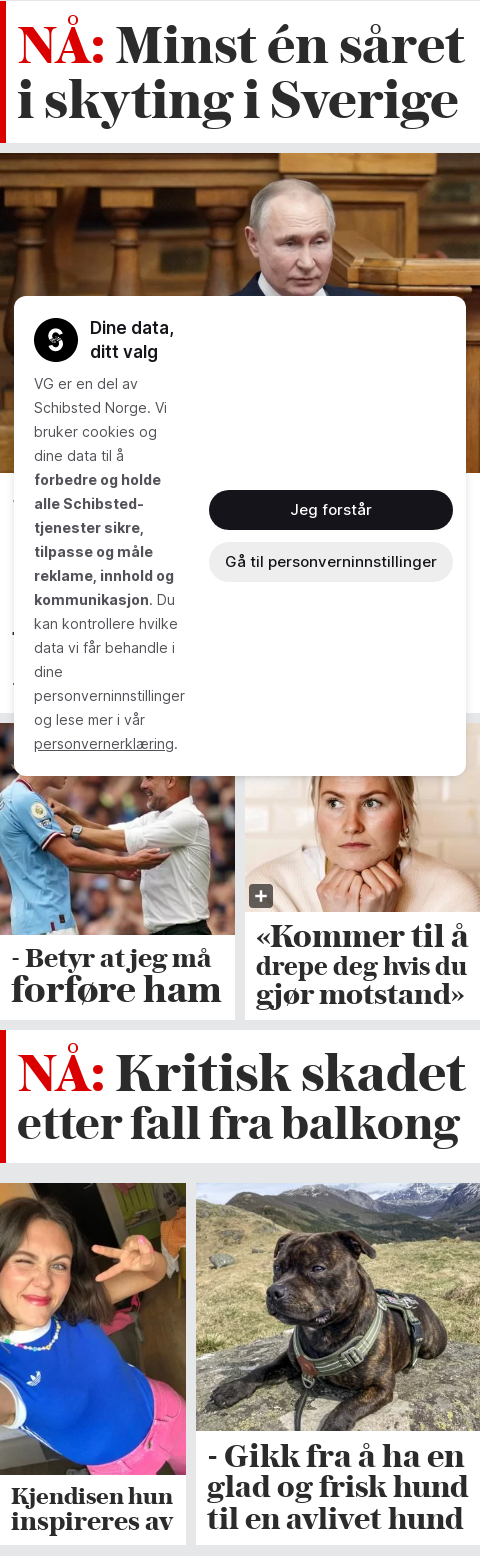 NÅ: Minst én såret
i skyting i Sverige
Dine data,
ditt valg
VG er en del av
Schibsted Norge. Vi
bruker cookies og
dine data til å
forbedre og holde
alle Schibsted-
tjenester sikre,
tilpasse og måle
reklame, innhold og
kommunikasjon. Du
kan kontrollere hvilke
data vi får behandle i
dine
personverninnstillinger
og lese mer i vår
personvernerklæring.
Jeg forstår
Gå til personverninnstillinger
- Betyr at jeg må
forføre ham
«Kommer til å
drepe deg hvis du
gjør motstand»
NÅ: Kritisk skadet
etter fall fra balkong
Kjendisen hun
inspireres av
- Gikk fra å ha en
glad og frisk hund
til en avlivet hund